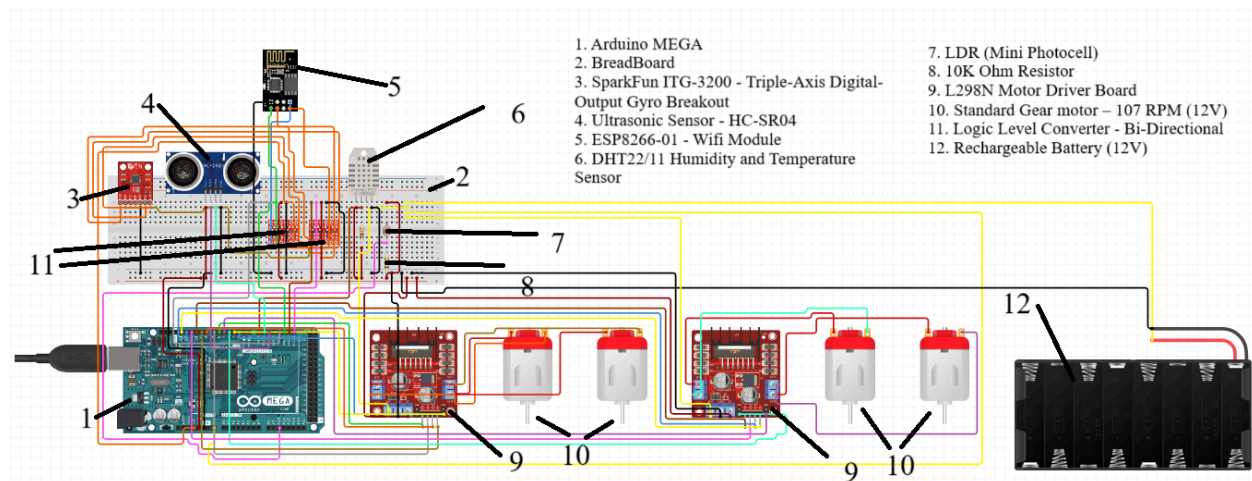 1. Arduino MEGA
2. BreadBoard
3. SparkFun ITG-3200 - Triple-Axis Digital-
Output Gyro Breakout
4. Ultrasonic Sensor - HC-SR04
5. ESP8266-01 - Wifi Module
6. DHT22/11 Humidity and Temperature
Sensor
7. LDR (Mini Photocell)
8. 10K Ohm Resistor
9. L298N Motor Driver Board
10. Standard Gear motor – 107 RPM (12V)
11. Logic Level Converter - Bi-Directional
12. Rechargeable Battery (12V)
5
4
6
3
2
7
11
8
12
1
MEGA
ARDUINO
9
10
9
10